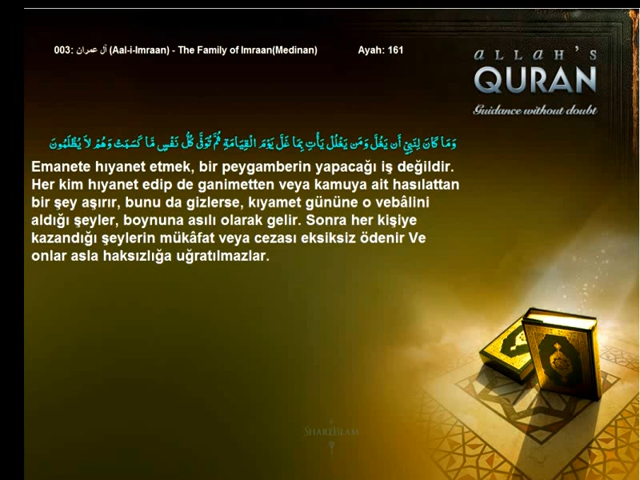 003: آل عمران (Aal-i-Imraan) - The Family of Imraan(Medinan) Ayah: 161
ALLAH'S
QURAN
Guidance without doubt
وَمَا كَانَ لِنَبِيٍّ أَن يَغُلَّ وَمَن يَغْلُلْ يَأْتِ بِمَا غَلَّ يَوْمَ الْقِيَامَةِ ثُمَّ تُوَفَّى كُلُّ نَفْسٍ مَّا كَسَبَتْ وَهُمْ لاَ يُظْلَمُونَ
Emanete hıyanet etmek, bir peygamberin yapacağı iş değildir.
Her kim hıyanet edip de ganimetten veya kamuya ait hasılattan
bir şey aşırır, bunu da gizlerse, kıyamet gününe o vebâlini
aldığı şeyler, boynuna asılı olarak gelir. Sonra her kişiye
kazandığı şeylerin mükâfat veya cezası eksiksiz ödenir Ve
onlar asla haksızlığa uğratılmazlar.
SHAREISLAM